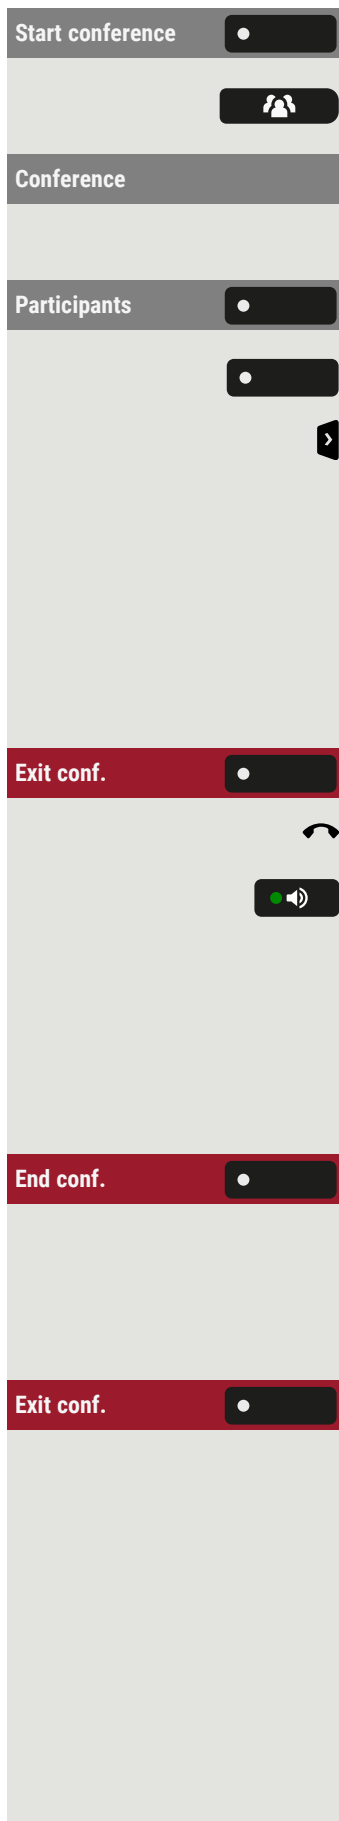 Start conference
Conference
Participants
Exit conf.
End conf.
Exit conf.